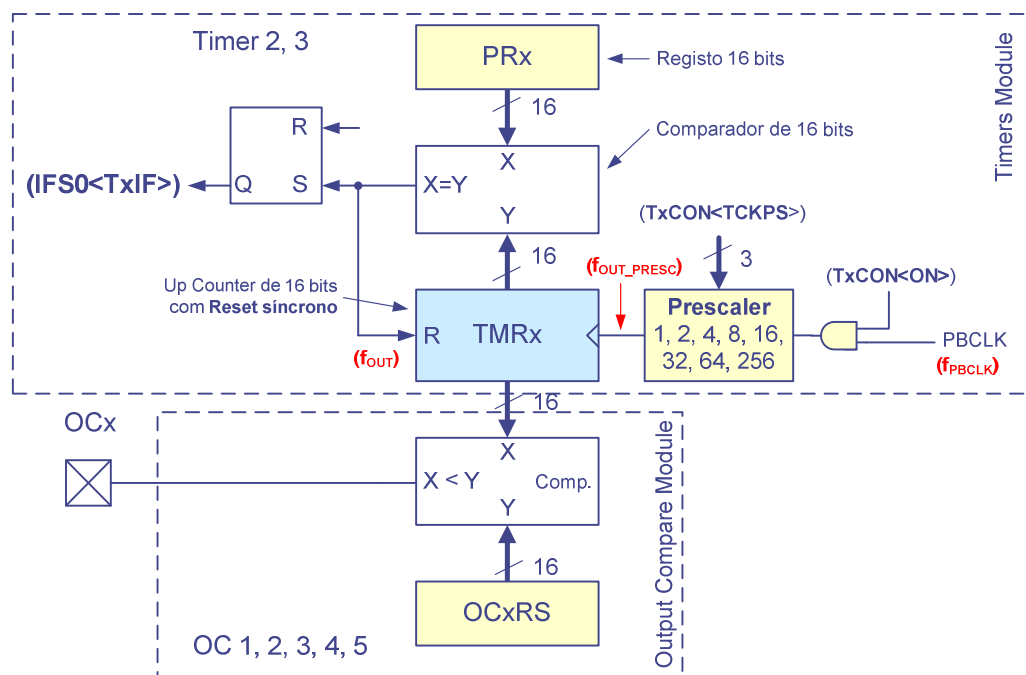 Timer 2, 3
PRx
Registo 16 bits
Timers Module
16
R
Comparador de 16 bits
X
(IFS0<TxIF>)
Q
S
X=Y
Y
(TxCON<TCKPS>)
16
(fOUT_PRESC)
3
(TxCON<ON>)
Up Counter de 16 bits
com Reset síncrono
Prescaler
1, 2, 4, 8, 16,
32, 64, 256
R
TMRx
PBCLK
(fOUT)
(fPBCLK)
16
OCx
X
X < Y
Comp.
Y
Output Compare Module
16
OCxRS
OC 1, 2, 3, 4, 5